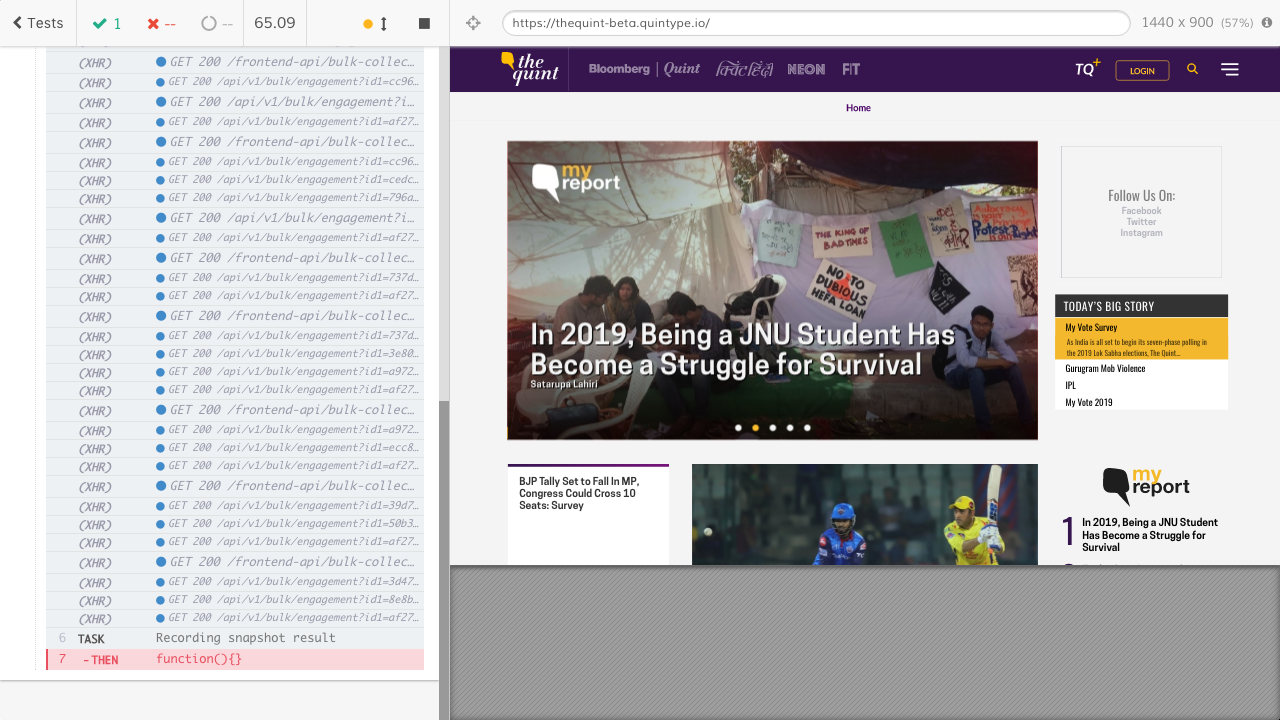 Tests
1
--
--
65.09
https://thequint-beta.quintype.io/
1440 x 900 (57%)
(XHR) GET 200 /frontend-api/bulk-collec...
(XHR) GET 200 /api/v1/bulk/engagement?id1=cc96...
(XHR) GET 200 /api/v1/bulk/engagement?i...
(XHR) GET 200 /api/v1/bulk/engagement?id1=af27...
(XHR) GET 200 /frontend-api/bulk-collec...
(XHR) GET 200 /api/v1/bulk/engagement?id1=cc96...
(XHR) GET 200 /api/v1/bulk/engagement?id1=cedc...
(XHR) GET 200 /api/v1/bulk/engagement?id1=796a...
(XHR) GET 200 /api/v1/bulk/engagement?i...
(XHR) GET 200 /api/v1/bulk/engagement?id1=af27...
(XHR) GET 200 /frontend-api/bulk-collec...
(XHR) GET 200 /api/v1/bulk/engagement?id1=737d...
(XHR) GET 200 /api/v1/bulk/engagement?id1=af27...
(XHR) GET 200 /frontend-api/bulk-collec...
(XHR) GET 200 /api/v1/bulk/engagement?id1=af7d...
(XHR) GET 200 /api/v1/bulk/engagement?id1=3e80...
(XHR) GET 200 /api/v1/bulk/engagement?id1=a972...
(XHR) GET 200 /api/v1/bulk/engagement?id1=af27...
(XHR) GET 200 /frontend-api/bulk-collec...
(XHR) GET 200 /api/v1/bulk/engagement?id1=a972...
(XHR) GET 200 /api/v1/bulk/engagement?id1=ecc8...
(XHR) GET 200 /api/v1/bulk/engagement?id1=af27...
(XHR) GET 200 /frontend-api/bulk-collec...
(XHR) GET 200 /api/v1/bulk/engagement?id1=39d7...
(XHR) GET 200 /api/v1/bulk/engagement?id1=50b3...
(XHR) GET 200 /api/v1/bulk/engagement?id1=af27...
(XHR) GET 200 /frontend-api/bulk-collec...
(XHR) GET 200 /api/v1/bulk/engagement?id1=3d47...
(XHR) GET 200 /api/v1/bulk/engagement?id1=8e8b...
(XHR) GET 200 /api/v1/bulk/engagement?id1=af27...
6 TASK Recording snapshot result
7 -THEN function(){}
the quint
Bloomberg | Quint
क्विंट हिंदी
NEON
FIT
TQ+
LOGIN
Home
my
report
THE KING OF
BAD TIMES
NO TO
DUBIOUS
HEFA LOAN
In 2019, Being a JNU Student Has
Become a Struggle for Survival
Satarupa Lahiri
Follow Us On:
Facebook
Twitter
Instagram
TODAY'S BIG STORY
My Vote Survey
As India is all set to begin its seven-phase polling in
the 2019 Lok Sabha elections, The Quint...
Gurugram Mob Violence
IPL
My Vote 2019
BJP Tally Set to Fall In MP,
Congress Could Cross 10
Seats: Survey
my
report
1 In 2019, Being a JNU Student
Has Become a Struggle for
Survival